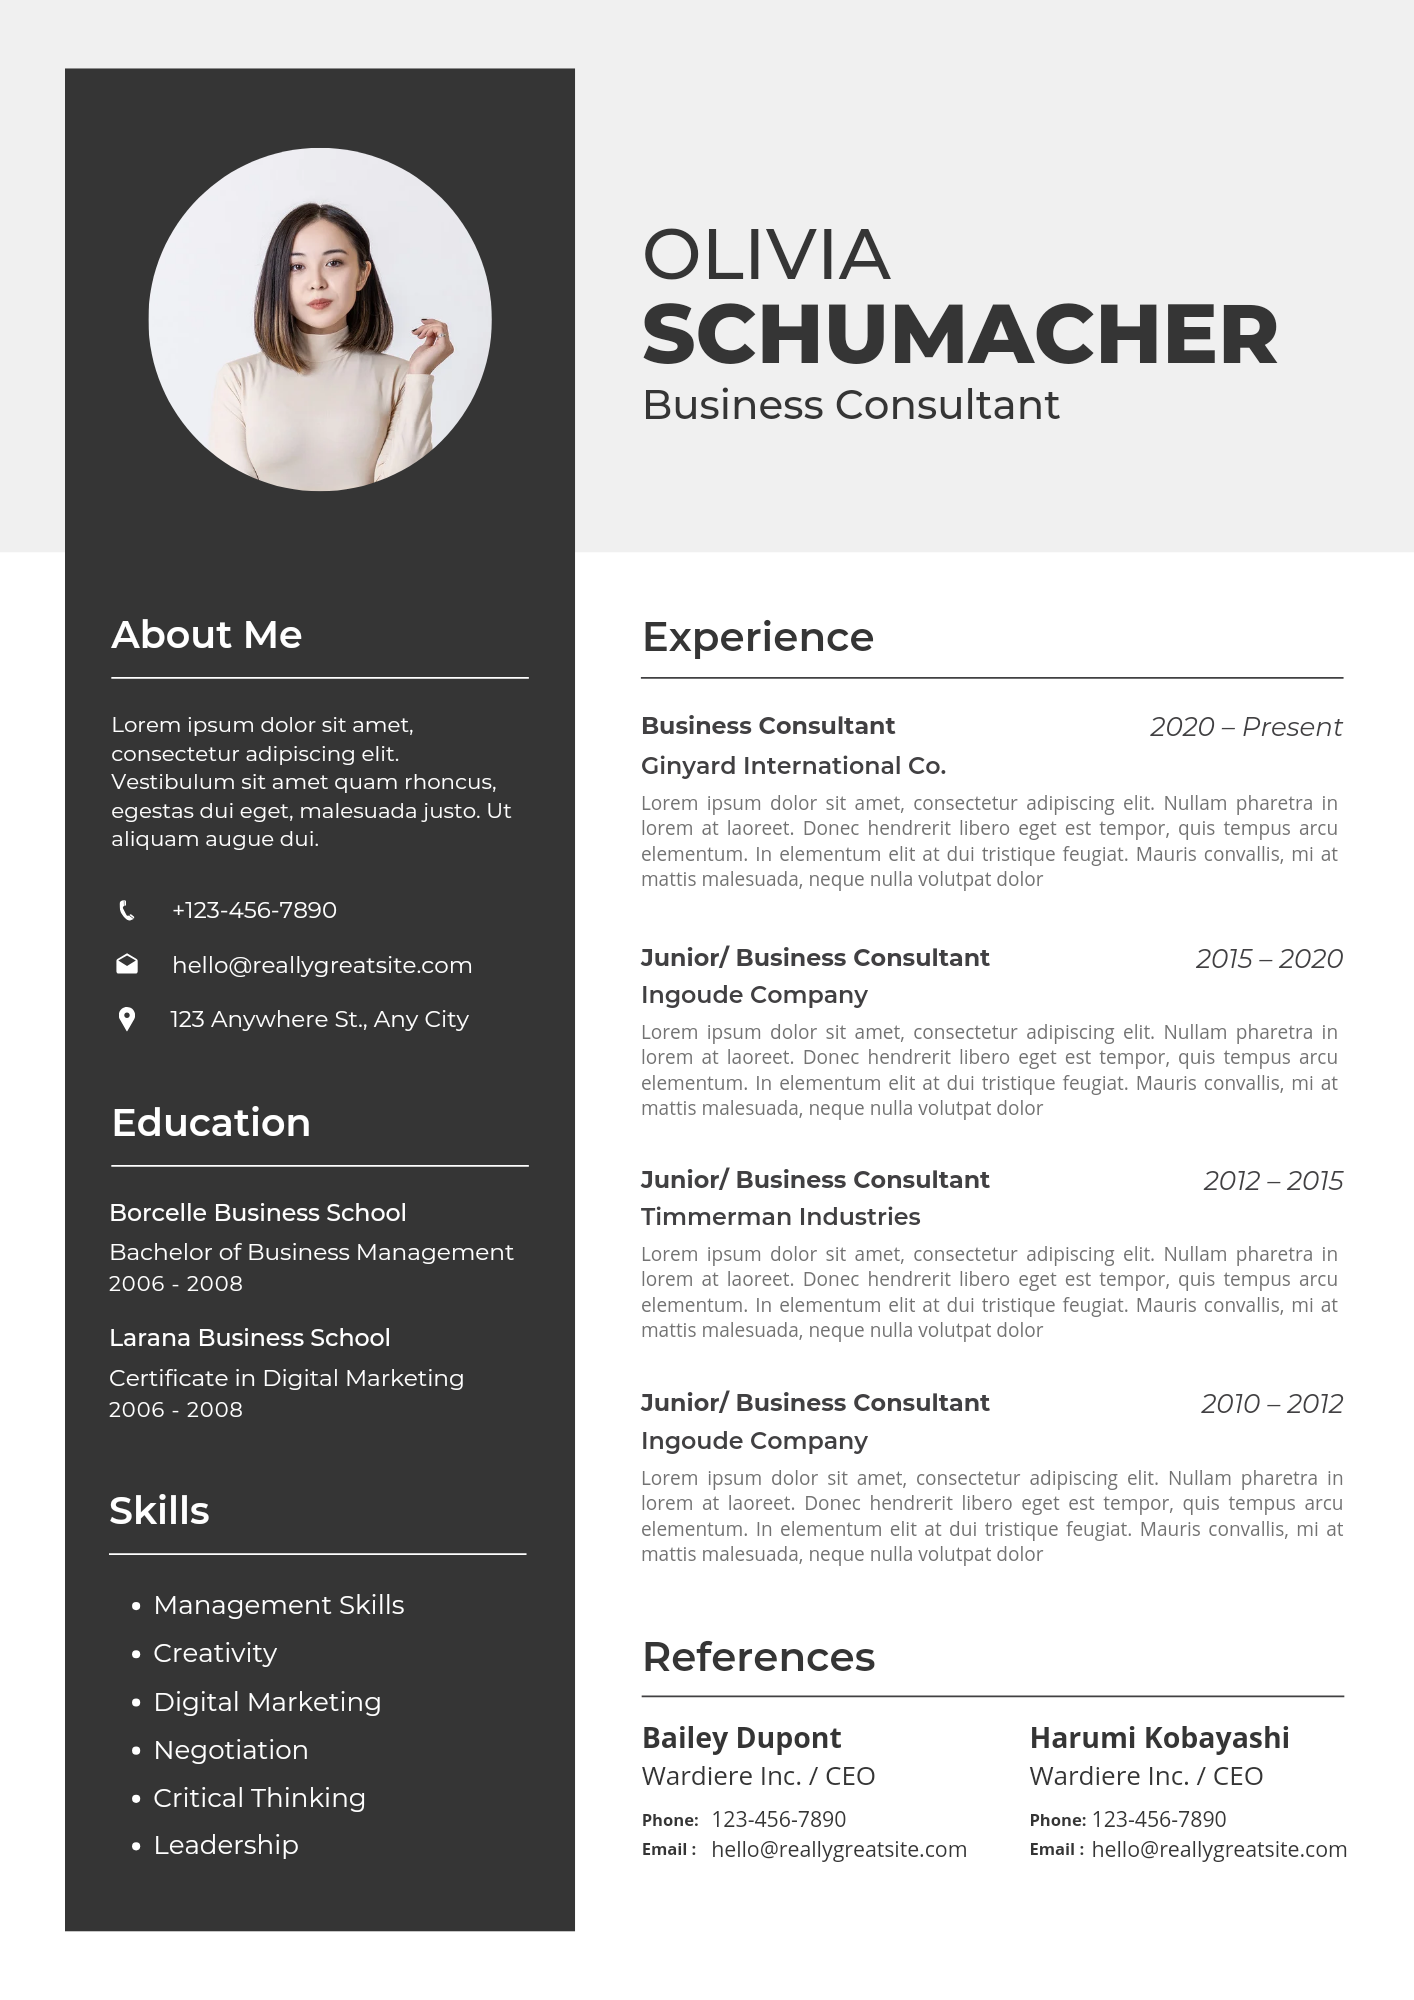 OLIVIA
SCHUMACHER
Business Consultant
About Me
Lorem ipsum dolor sit amet,
consectetur adipiscing elit.
Vestibulum sit amet quam rhoncus,
egestas dui eget, malesuada justo. Ut
aliquam augue dui.
+123-456-7890
hello@reallygreatsite.com
123 Anywhere St., Any City
Education
Borcelle Business School
Bachelor of Business Management
2006 - 2008
Larana Business School
Certificate in Digital Marketing
2006 - 2008
Skills
• Management Skills
• Creativity
• Digital Marketing
• Negotiation
• Critical Thinking
• Leadership
Experience
Business Consultant 2020 – Present
Ginyard International Co.
Lorem ipsum dolor sit amet, consectetur adipiscing elit. Nullam pharetra in
lorem at laoreet. Donec hendrerit libero eget est tempor, quis tempus arcu
elementum. In elementum elit at dui tristique feugiat. Mauris convallis, mi at
mattis malesuada, neque nulla volutpat dolor
Junior/ Business Consultant 2015 – 2020
Ingoude Company
Lorem ipsum dolor sit amet, consectetur adipiscing elit. Nullam pharetra in
lorem at laoreet. Donec hendrerit libero eget est tempor, quis tempus arcu
elementum. In elementum elit at dui tristique feugiat. Mauris convallis, mi at
mattis malesuada, neque nulla volutpat dolor
Junior/ Business Consultant 2012 – 2015
Timmerman Industries
Lorem ipsum dolor sit amet, consectetur adipiscing elit. Nullam pharetra in
lorem at laoreet. Donec hendrerit libero eget est tempor, quis tempus arcu
elementum. In elementum elit at dui tristique feugiat. Mauris convallis, mi at
mattis malesuada, neque nulla volutpat dolor
Junior/ Business Consultant 2010 – 2012
Ingoude Company
Lorem ipsum dolor sit amet, consectetur adipiscing elit. Nullam pharetra in
lorem at laoreet. Donec hendrerit libero eget est tempor, quis tempus arcu
elementum. In elementum elit at dui tristique feugiat. Mauris convallis, mi at
mattis malesuada, neque nulla volutpat dolor
References
Bailey Dupont
Wardiere Inc. / CEO
Phone: 123-456-7890
Email : hello@reallygreatsite.com
Harumi Kobayashi
Wardiere Inc. / CEO
Phone: 123-456-7890
Email : hello@reallygreatsite.com